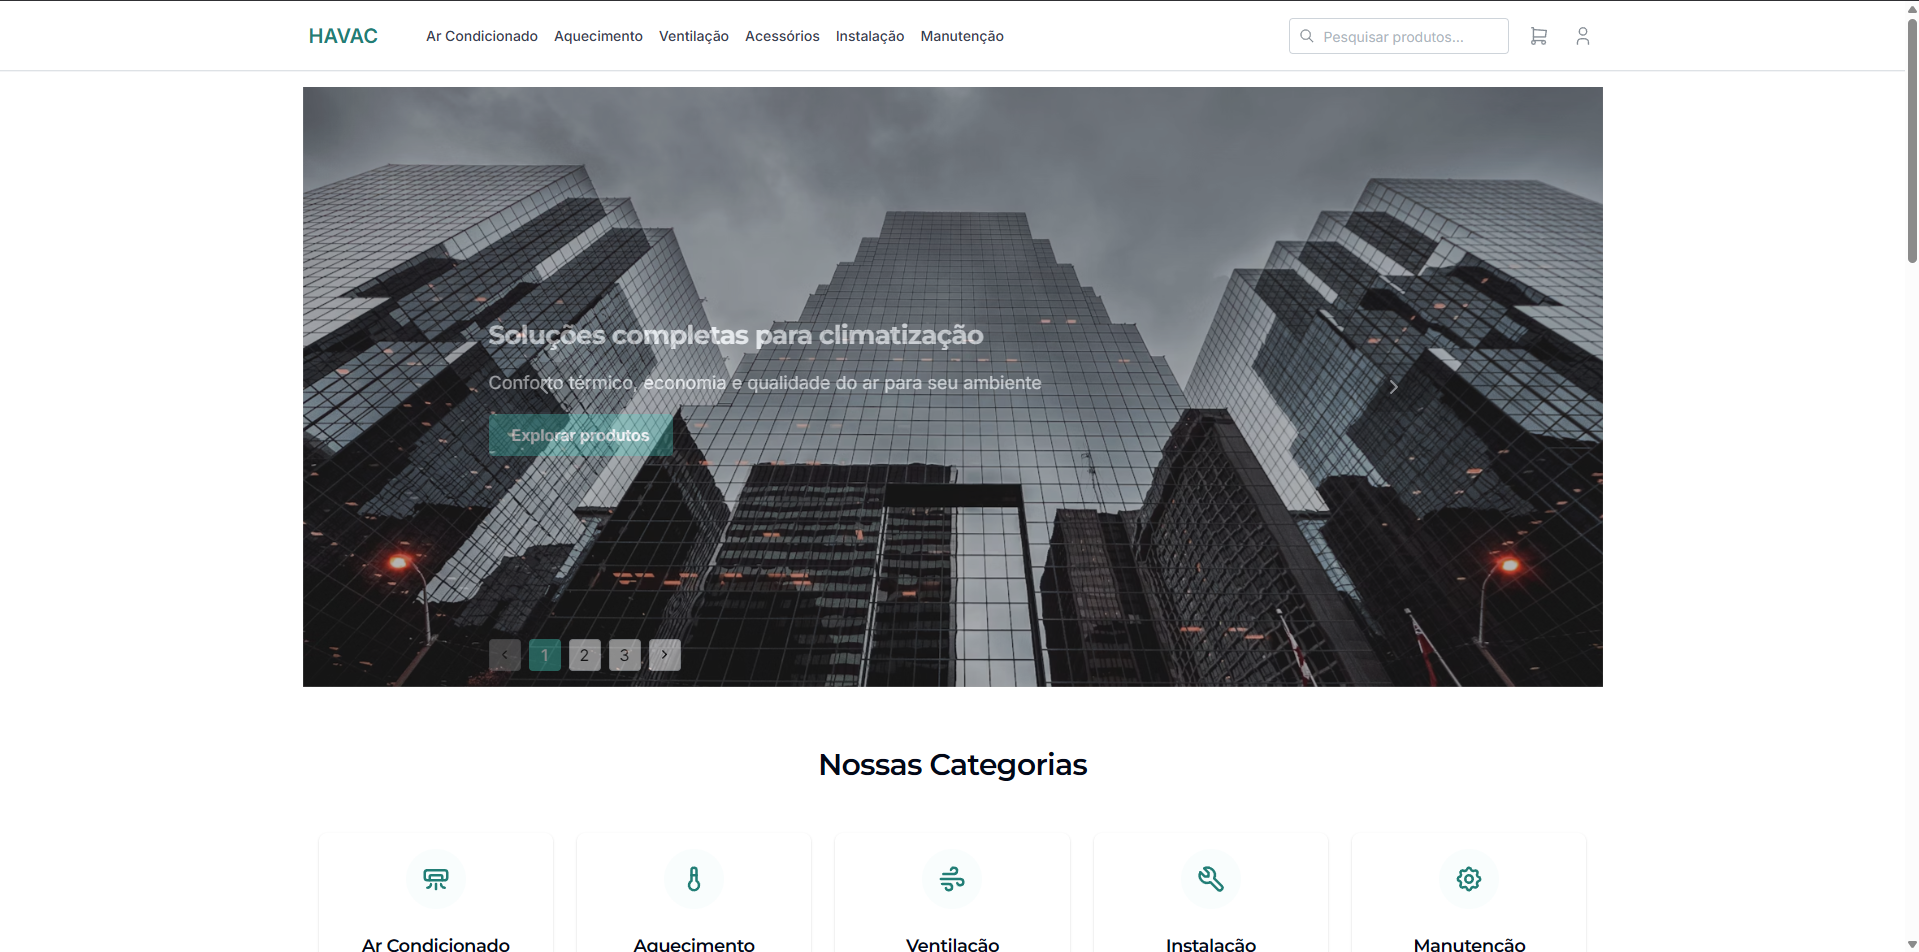 HAVAC
Ar Condicionado Aquecimento Ventilação Acessórios Instalação Manutenção
Pesquisar produtos...
Soluções completas para climatização
Conforto térmico, economia e qualidade do ar para seu ambiente
Explorar produtos
1 2 3
Nossas Categorias
Ar Condicionado Aquecimento Ventilação Instalação Manutenção